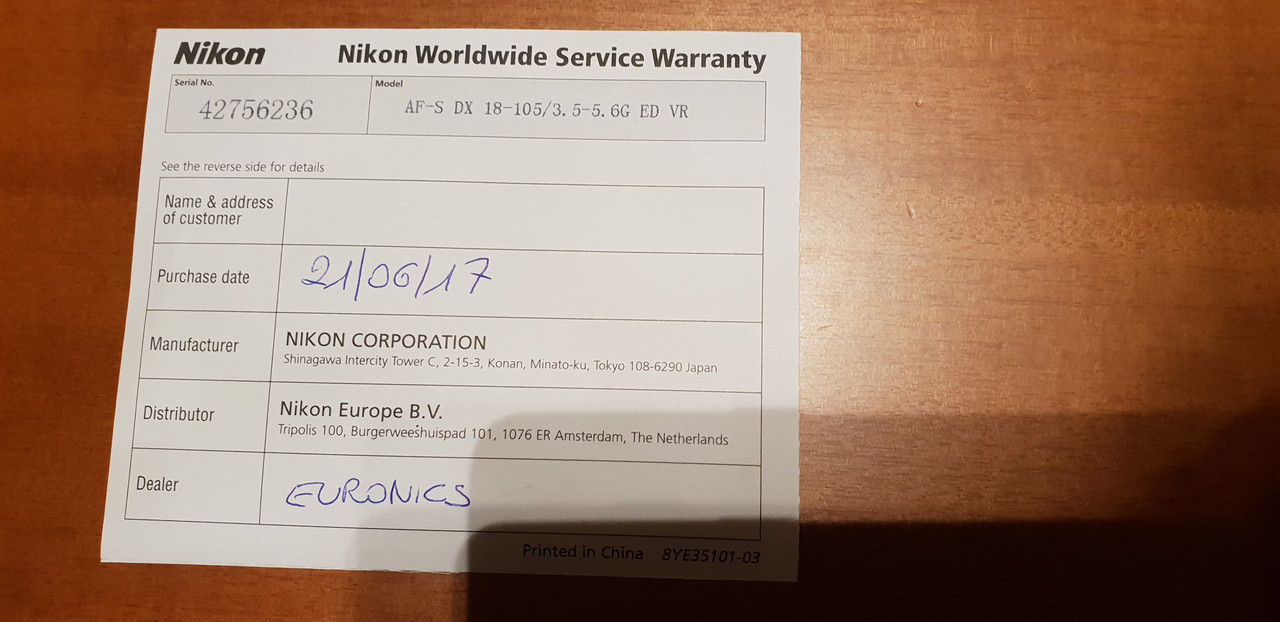 Nikon
Nikon Worldwide Service Warranty
Serial No.
42756236
Model
AF-S DX 18-105/3.5-5.6G ED VR
See the reverse side for details
Name & address
of customer
Purchase date
21/06/17
Manufacturer
NIKON CORPORATION
Shinagawa Intercity Tower C, 2-15-3, Konan, Minato-ku, Tokyo 108-6290 Japan
Distributor
Nikon Europe B.V.
Tripolis 100, Burgerweeshuispad 101, 1076 ER Amsterdam, The Netherlands
Dealer
EURONICS
Printed in China 8YE35101-03